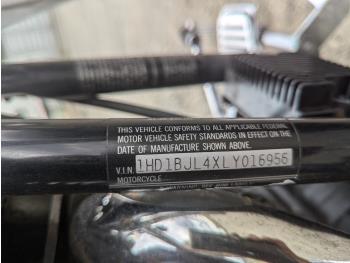 THIS VEHICLE CONFORMS TO ALL APPLICABLE FEDERAL
MOTOR VEHICLE SAFETY STANDARDS IN EFFECT ON THE
DATE OF MANUFACTURE SHOWN ABOVE.
V.I.N. 1HD1BJL4XLY016956
MOTORCYCLE